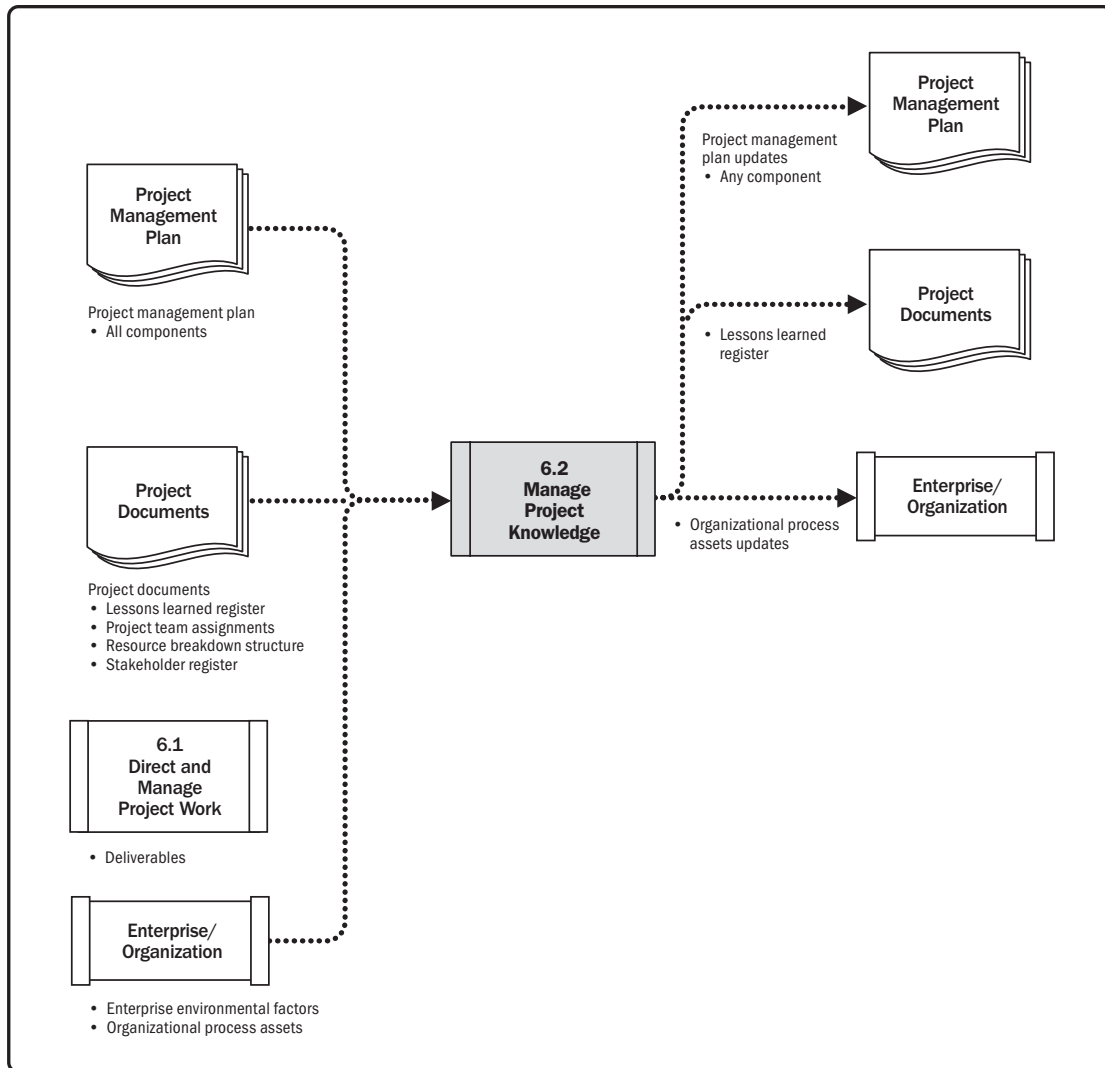 Project
Management
Plan
Project management plan
• All components
Project
Documents
Project documents
• Lessons learned register
• Project team assignments
• Resource breakdown structure
• Stakeholder register
6.1
Direct and
Manage
Project Work
• Deliverables
Enterprise/
Organization
• Enterprise environmental factors
• Organizational process assets
6.2
Manage
Project
Knowledge
Project management
plan updates
• Any component
Project
Management
Plan
• Lessons learned
register
Project
Documents
• Organizational process
assets updates
Enterprise/
Organization